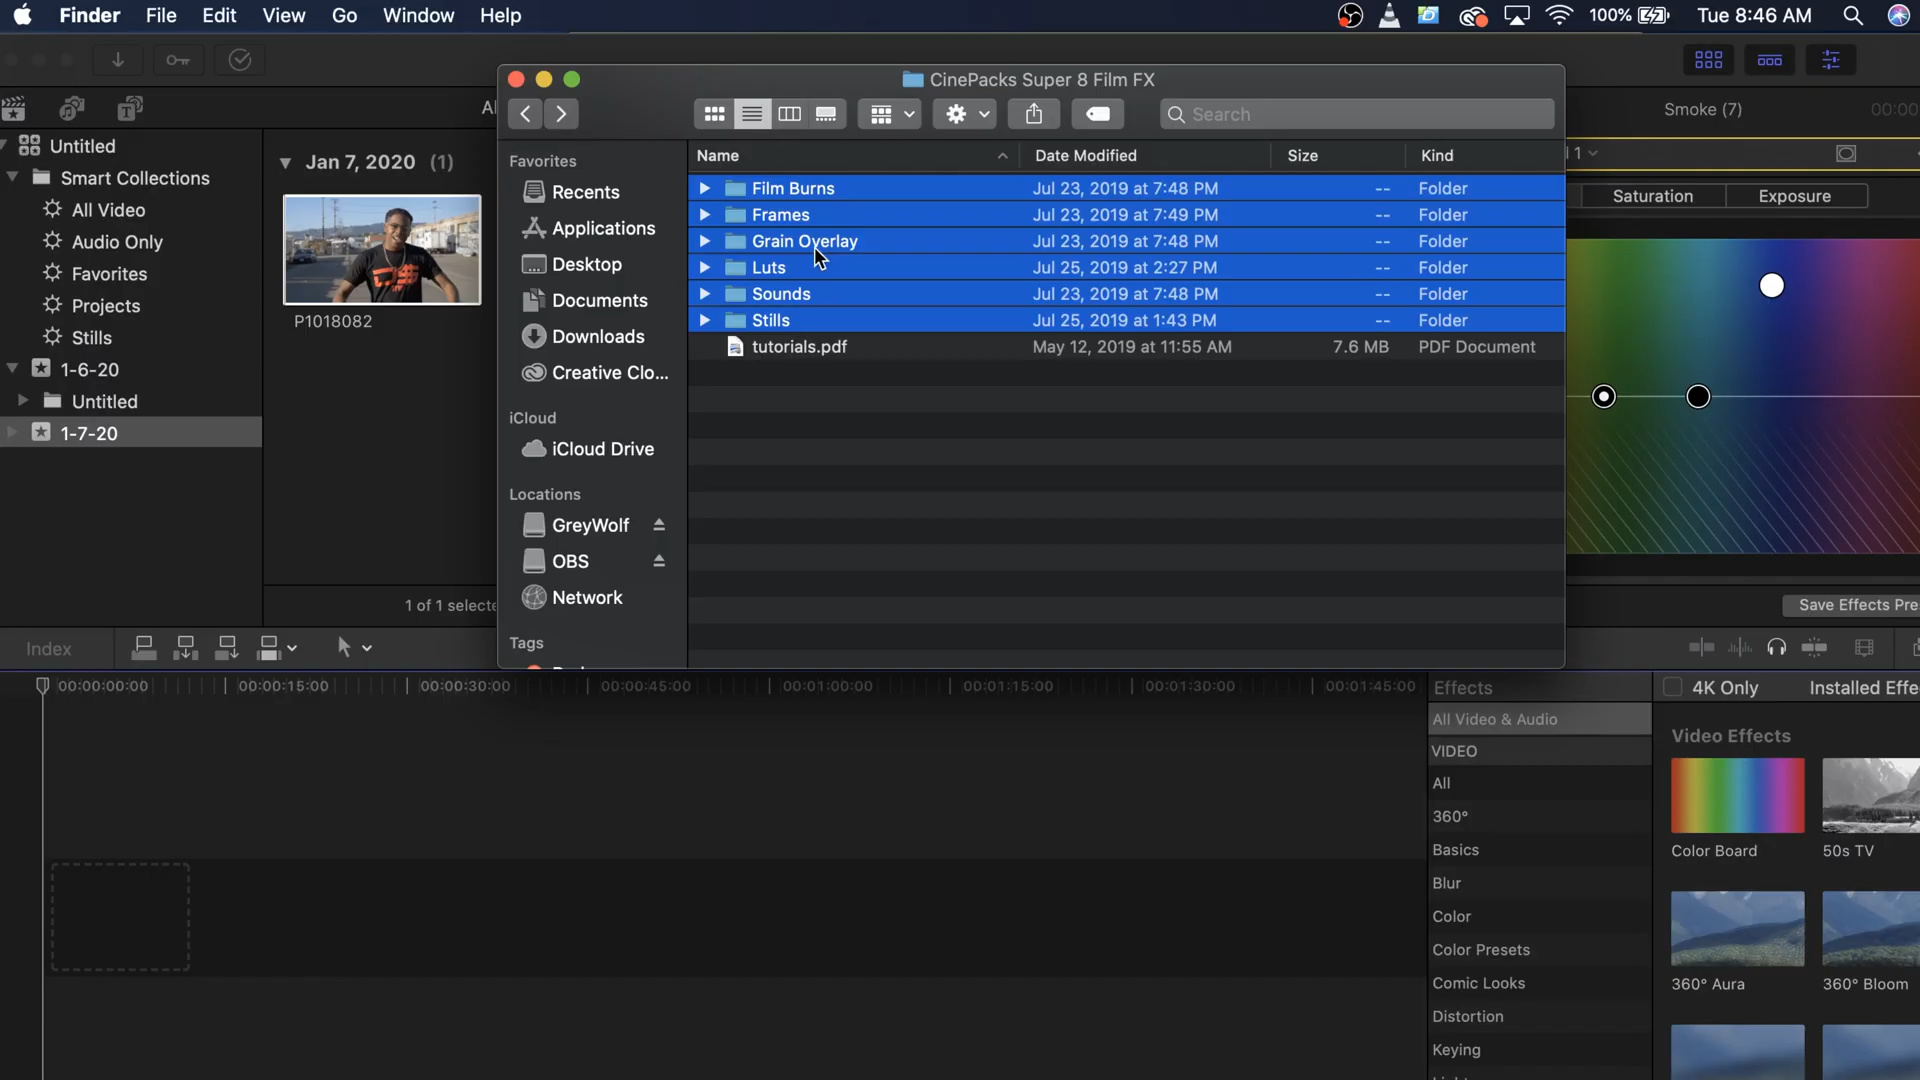 Finder File Edit View Go Window Help 100% Tue 8:46 AM
CinePacks Super 8 Film FX
Search
Smoke (7) 00:00
Al
Untitled
Smart Collections
All Video
Audio Only
Favorites
Projects
Stills
1-6-20
Untitled
1-7-20
Jan 7, 2020 (1)
P1018082
1 of 1 selecte
Favorites
Recents
Applications
Desktop
Documents
Downloads
Creative Clo...
iCloud
iCloud Drive
Locations
GreyWolf
OBS
Network
Tags
Name Date Modified Size Kind
Film Burns Jul 23, 2019 at 7:48 PM -- Folder
Frames Jul 23, 2019 at 7:49 PM -- Folder
Grain Overlay Jul 23, 2019 at 7:48 PM -- Folder
Luts Jul 25, 2019 at 2:27 PM -- Folder
Sounds Jul 23, 2019 at 7:48 PM -- Folder
Stills Jul 25, 2019 at 1:43 PM -- Folder
tutorials.pdf May 12, 2019 at 11:55 AM 7.6 MB PDF Document
1
Saturation Exposure
Save Effects Pre
Index
00:00:00:00 00:00:15:00 00:00:30:00 00:00:45:00 00:01:00:00 00:01:15:00 00:01:30:00 00:01:45:00
Effects 4K Only Installed Effe
All Video & Audio
VIDEO
All
360°
Basics
Blur
Color
Color Presets
Comic Looks
Distortion
Keying
Video Effects
Color Board 50s TV
360° Aura 360° Bloom